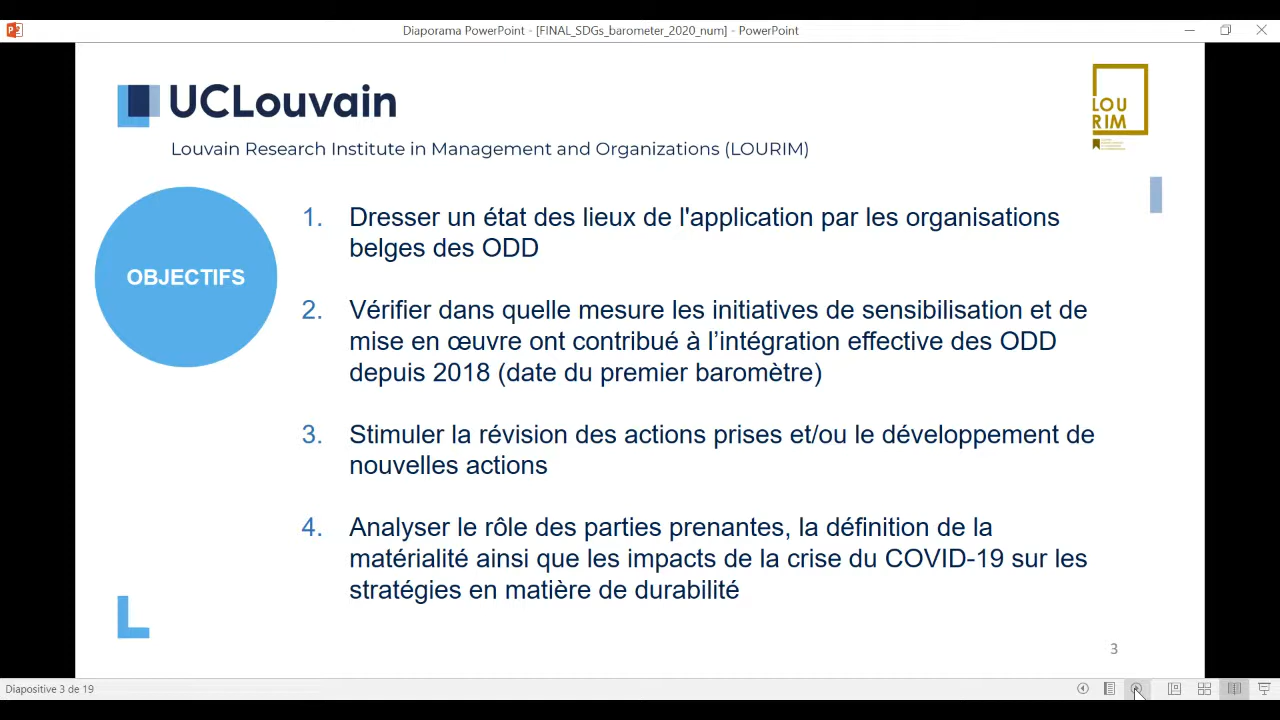 Diaporama PowerPoint - [FINAL_SDGs_barometer_2020_num] - PowerPoint
UCLouvain
LOU
RIM
Louvain Research Institute in Management and Organizations (LOURIM)
OBJECTIFS
1. Dresser un état des lieux de l'application par les organisations
belges des ODD
2. Vérifier dans quelle mesure les initiatives de sensibilisation et de
mise en œuvre ont contribué à l’intégration effective des ODD
depuis 2018 (date du premier baromètre)
3. Stimuler la révision des actions prises et/ou le développement de
nouvelles actions
4. Analyser le rôle des parties prenantes, la définition de la
matérialité ainsi que les impacts de la crise du COVID-19 sur les
stratégies en matière de durabilité
3
Diapositive 3 de 19